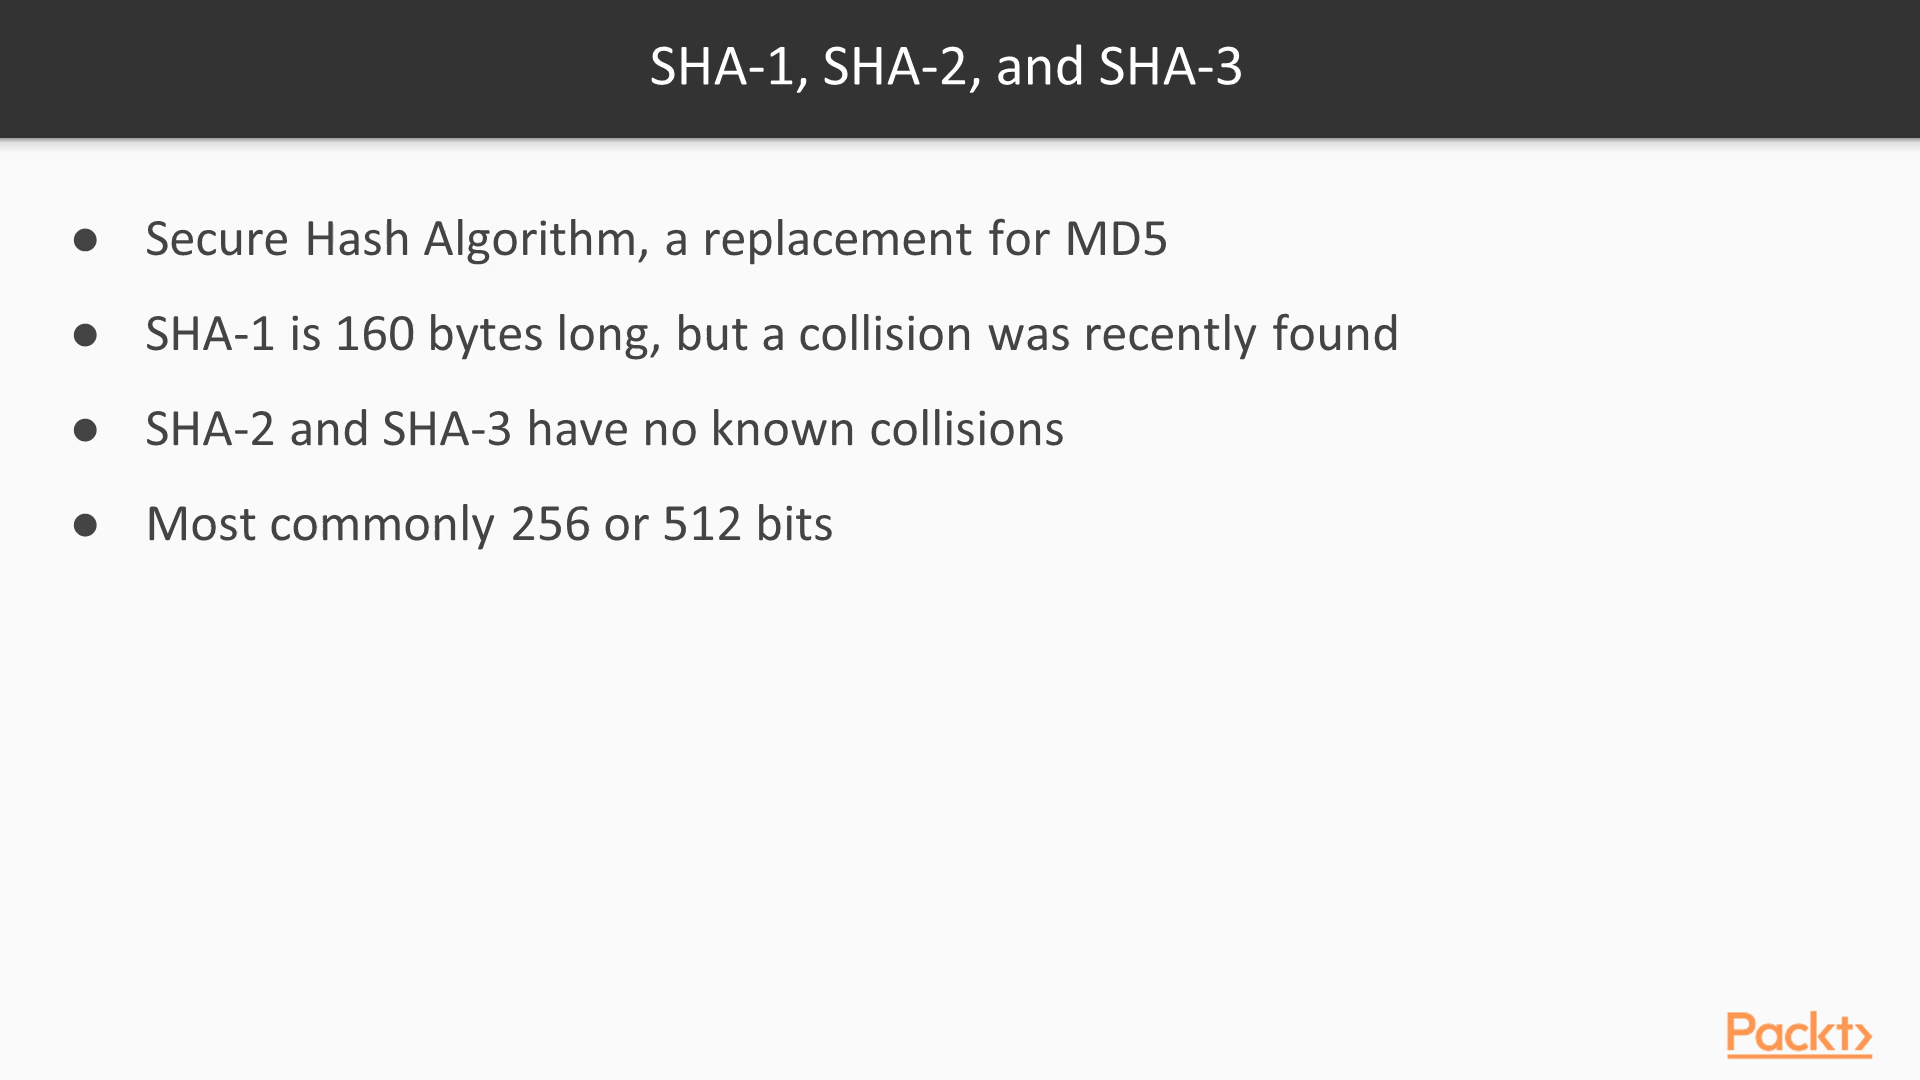 SHA-1, SHA-2, and SHA-3
● Secure Hash Algorithm, a replacement for MD5
● SHA-1 is 160 bytes long, but a collision was recently found
● SHA-2 and SHA-3 have no known collisions
● Most commonly 256 or 512 bits
Packt>